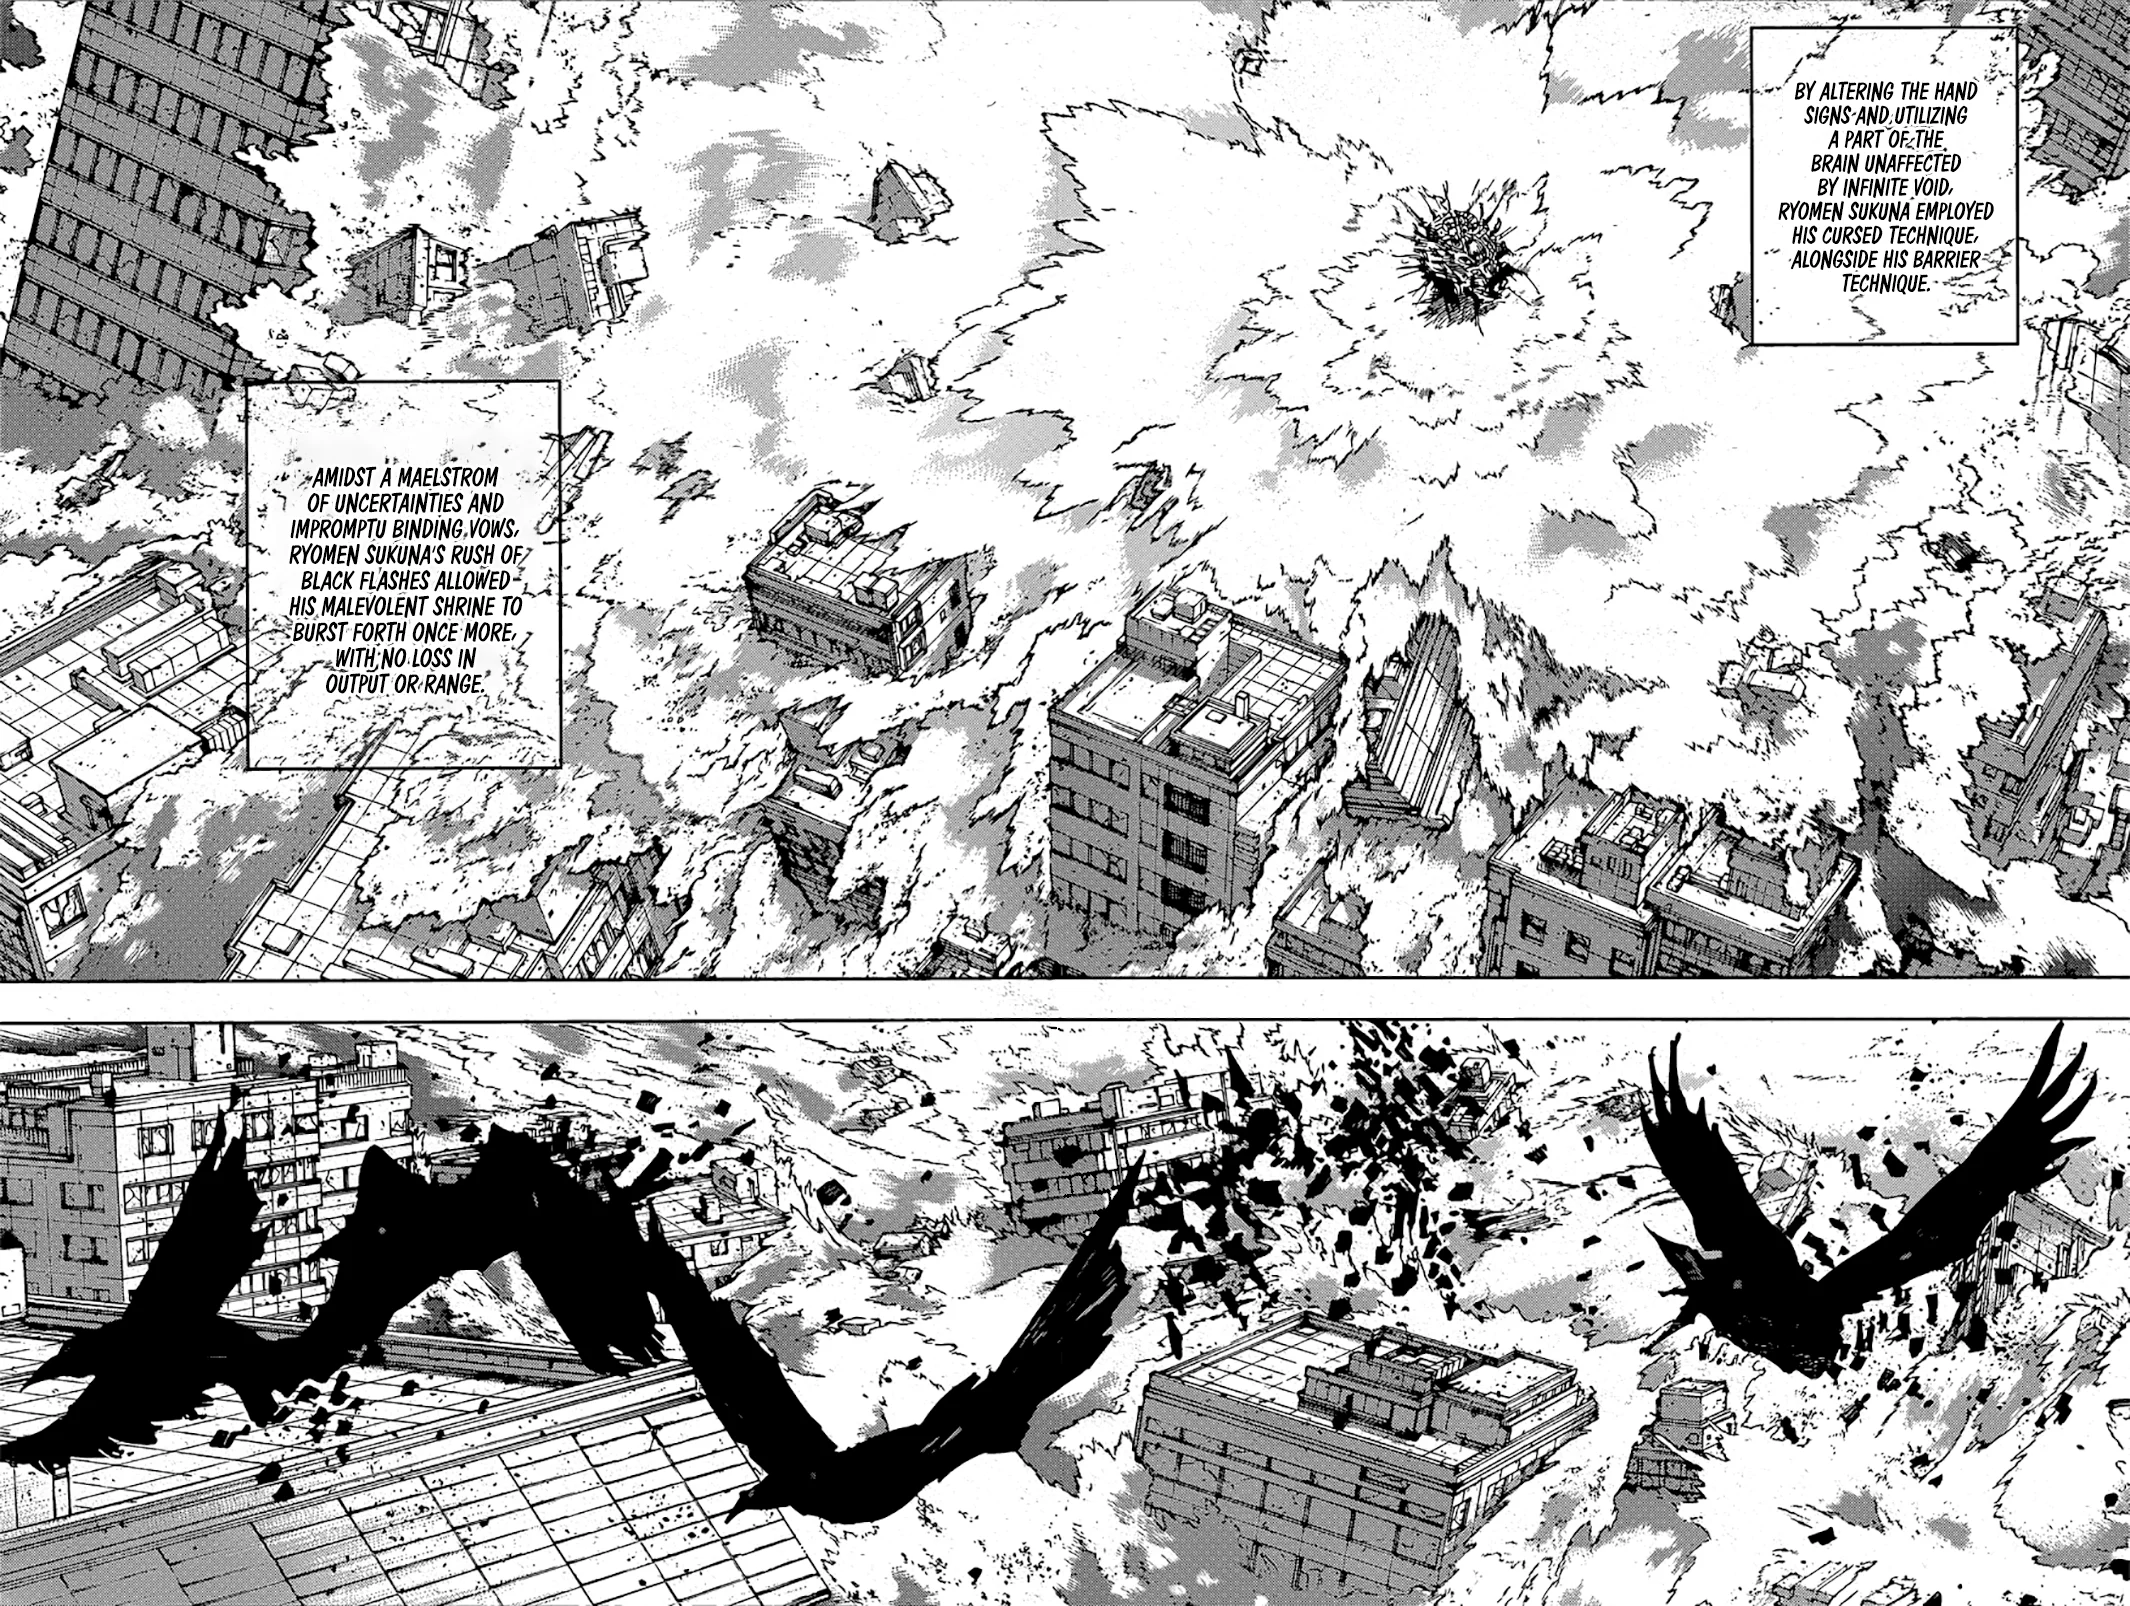 BY ALTERING THE HAND
SIGNS AND UTILIZING
A PART OF THE
BRAIN UNAFFECTED
BY INFINITE VOID,
RYOMEN SUKUNA EMPLOYED
HIS CURSED TECHNIQUE,
ALONGSIDE HIS BARRIER
TECHNIQUE.
AMIDST A MAELSTROM
OF UNCERTAINTIES AND
IMPROMPTU BINDING VOWS,
RYOMEN SUKUNA'S RUSH OF
BLACK FLASHES ALLOWED
HIS MALEVOLENT SHRINE TO
BURST FORTH ONCE MORE,
WITH NO LOSS IN
OUTPUT OR RANGE.